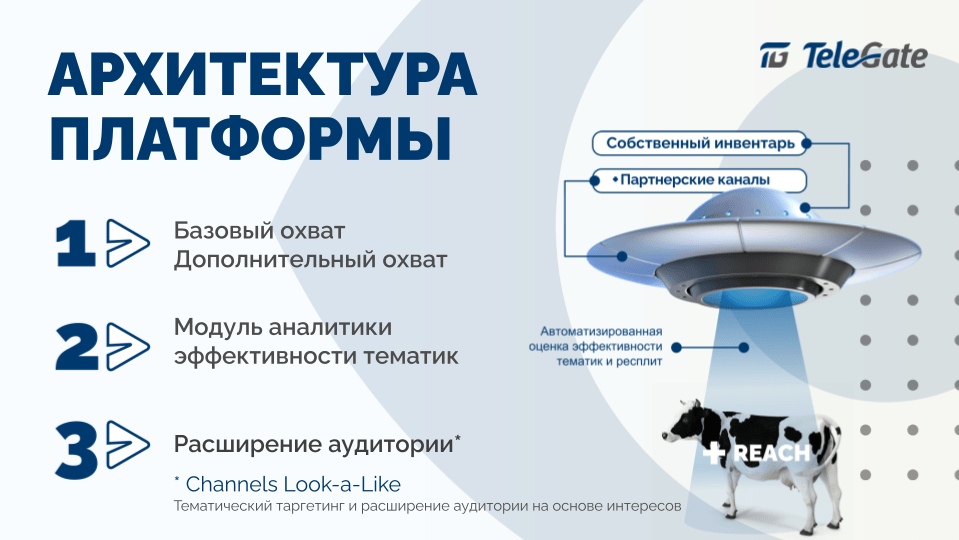 АРХИТЕКТУРА
ПЛАТФОРМЫ
TG TeleGate
1
Базовый охват
Дополнительный охват
2
Модуль аналитики
эффективности тематик
3
Расширение аудитории*
* Channels Look-a-Like
Тематический таргетинг и расширение аудитории на основе интересов
Собственный инвентарь
+Партнерские каналы
Автоматизированная
оценка эффективности
тематик и респлит
+ REACH